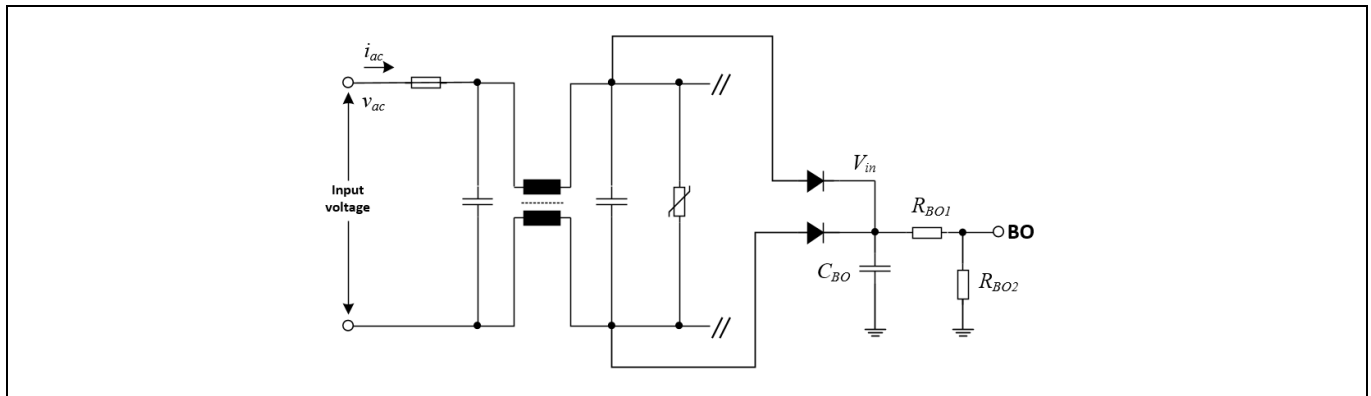 i_ac
v_ac
Input
voltage
V_in
R_BO1
BO
C_BO
R_BO2